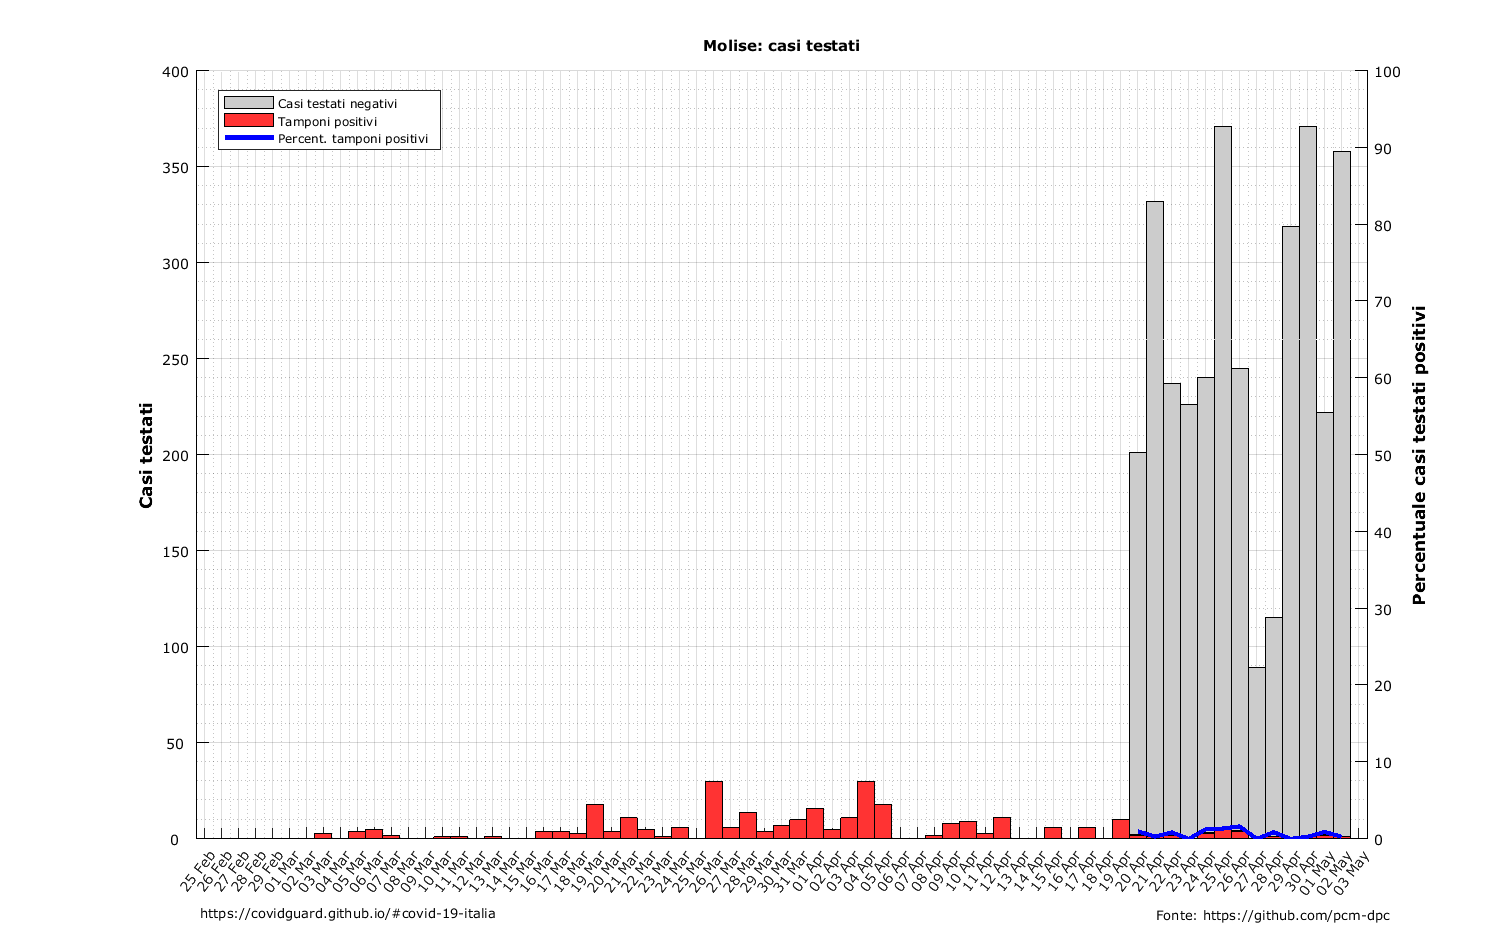 Molise: casi testati
Casi testati negativi
Tamponi positivi
Percent. tamponi positivi
400
350
300
250
200
150
100
50
0
Casi testati
100
90
80
70
60
50
40
30
20
10
0
Percentuale casi testati positivi
25 Feb
26 Feb
27 Feb
28 Feb
29 Feb
01 Mar
02 Mar
03 Mar
04 Mar
05 Mar
06 Mar
07 Mar
08 Mar
09 Mar
10 Mar
11 Mar
12 Mar
13 Mar
14 Mar
15 Mar
16 Mar
17 Mar
18 Mar
19 Mar
20 Mar
21 Mar
22 Mar
23 Mar
24 Mar
25 Mar
26 Mar
27 Mar
28 Mar
29 Mar
30 Mar
31 Mar
01 Apr
02 Apr
03 Apr
04 Apr
05 Apr
06 Apr
07 Apr
08 Apr
09 Apr
10 Apr
11 Apr
12 Apr
13 Apr
14 Apr
15 Apr
16 Apr
17 Apr
18 Apr
19 Apr
20 Apr
21 Apr
22 Apr
23 Apr
24 Apr
25 Apr
26 Apr
27 Apr
28 Apr
29 Apr
30 Apr
01 May
02 May
03 May
https://covidguard.github.io/#covid-19-italia
Fonte: https://github.com/pcm-dpc